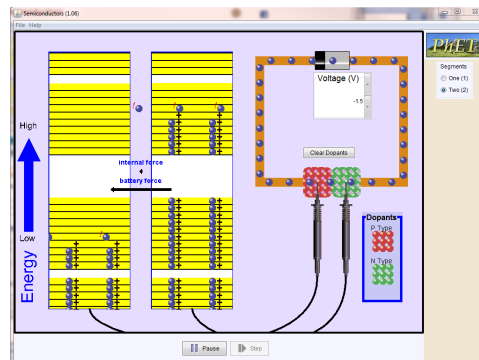 Semiconductors (1.06)
File Help
PhET
Segments
One (1)
Two (2)
Voltage (V)
-1.5
High
Clear Dopants
internal force
battery force
Low
Energy
Dopants
P Type
N Type
Pause
Step